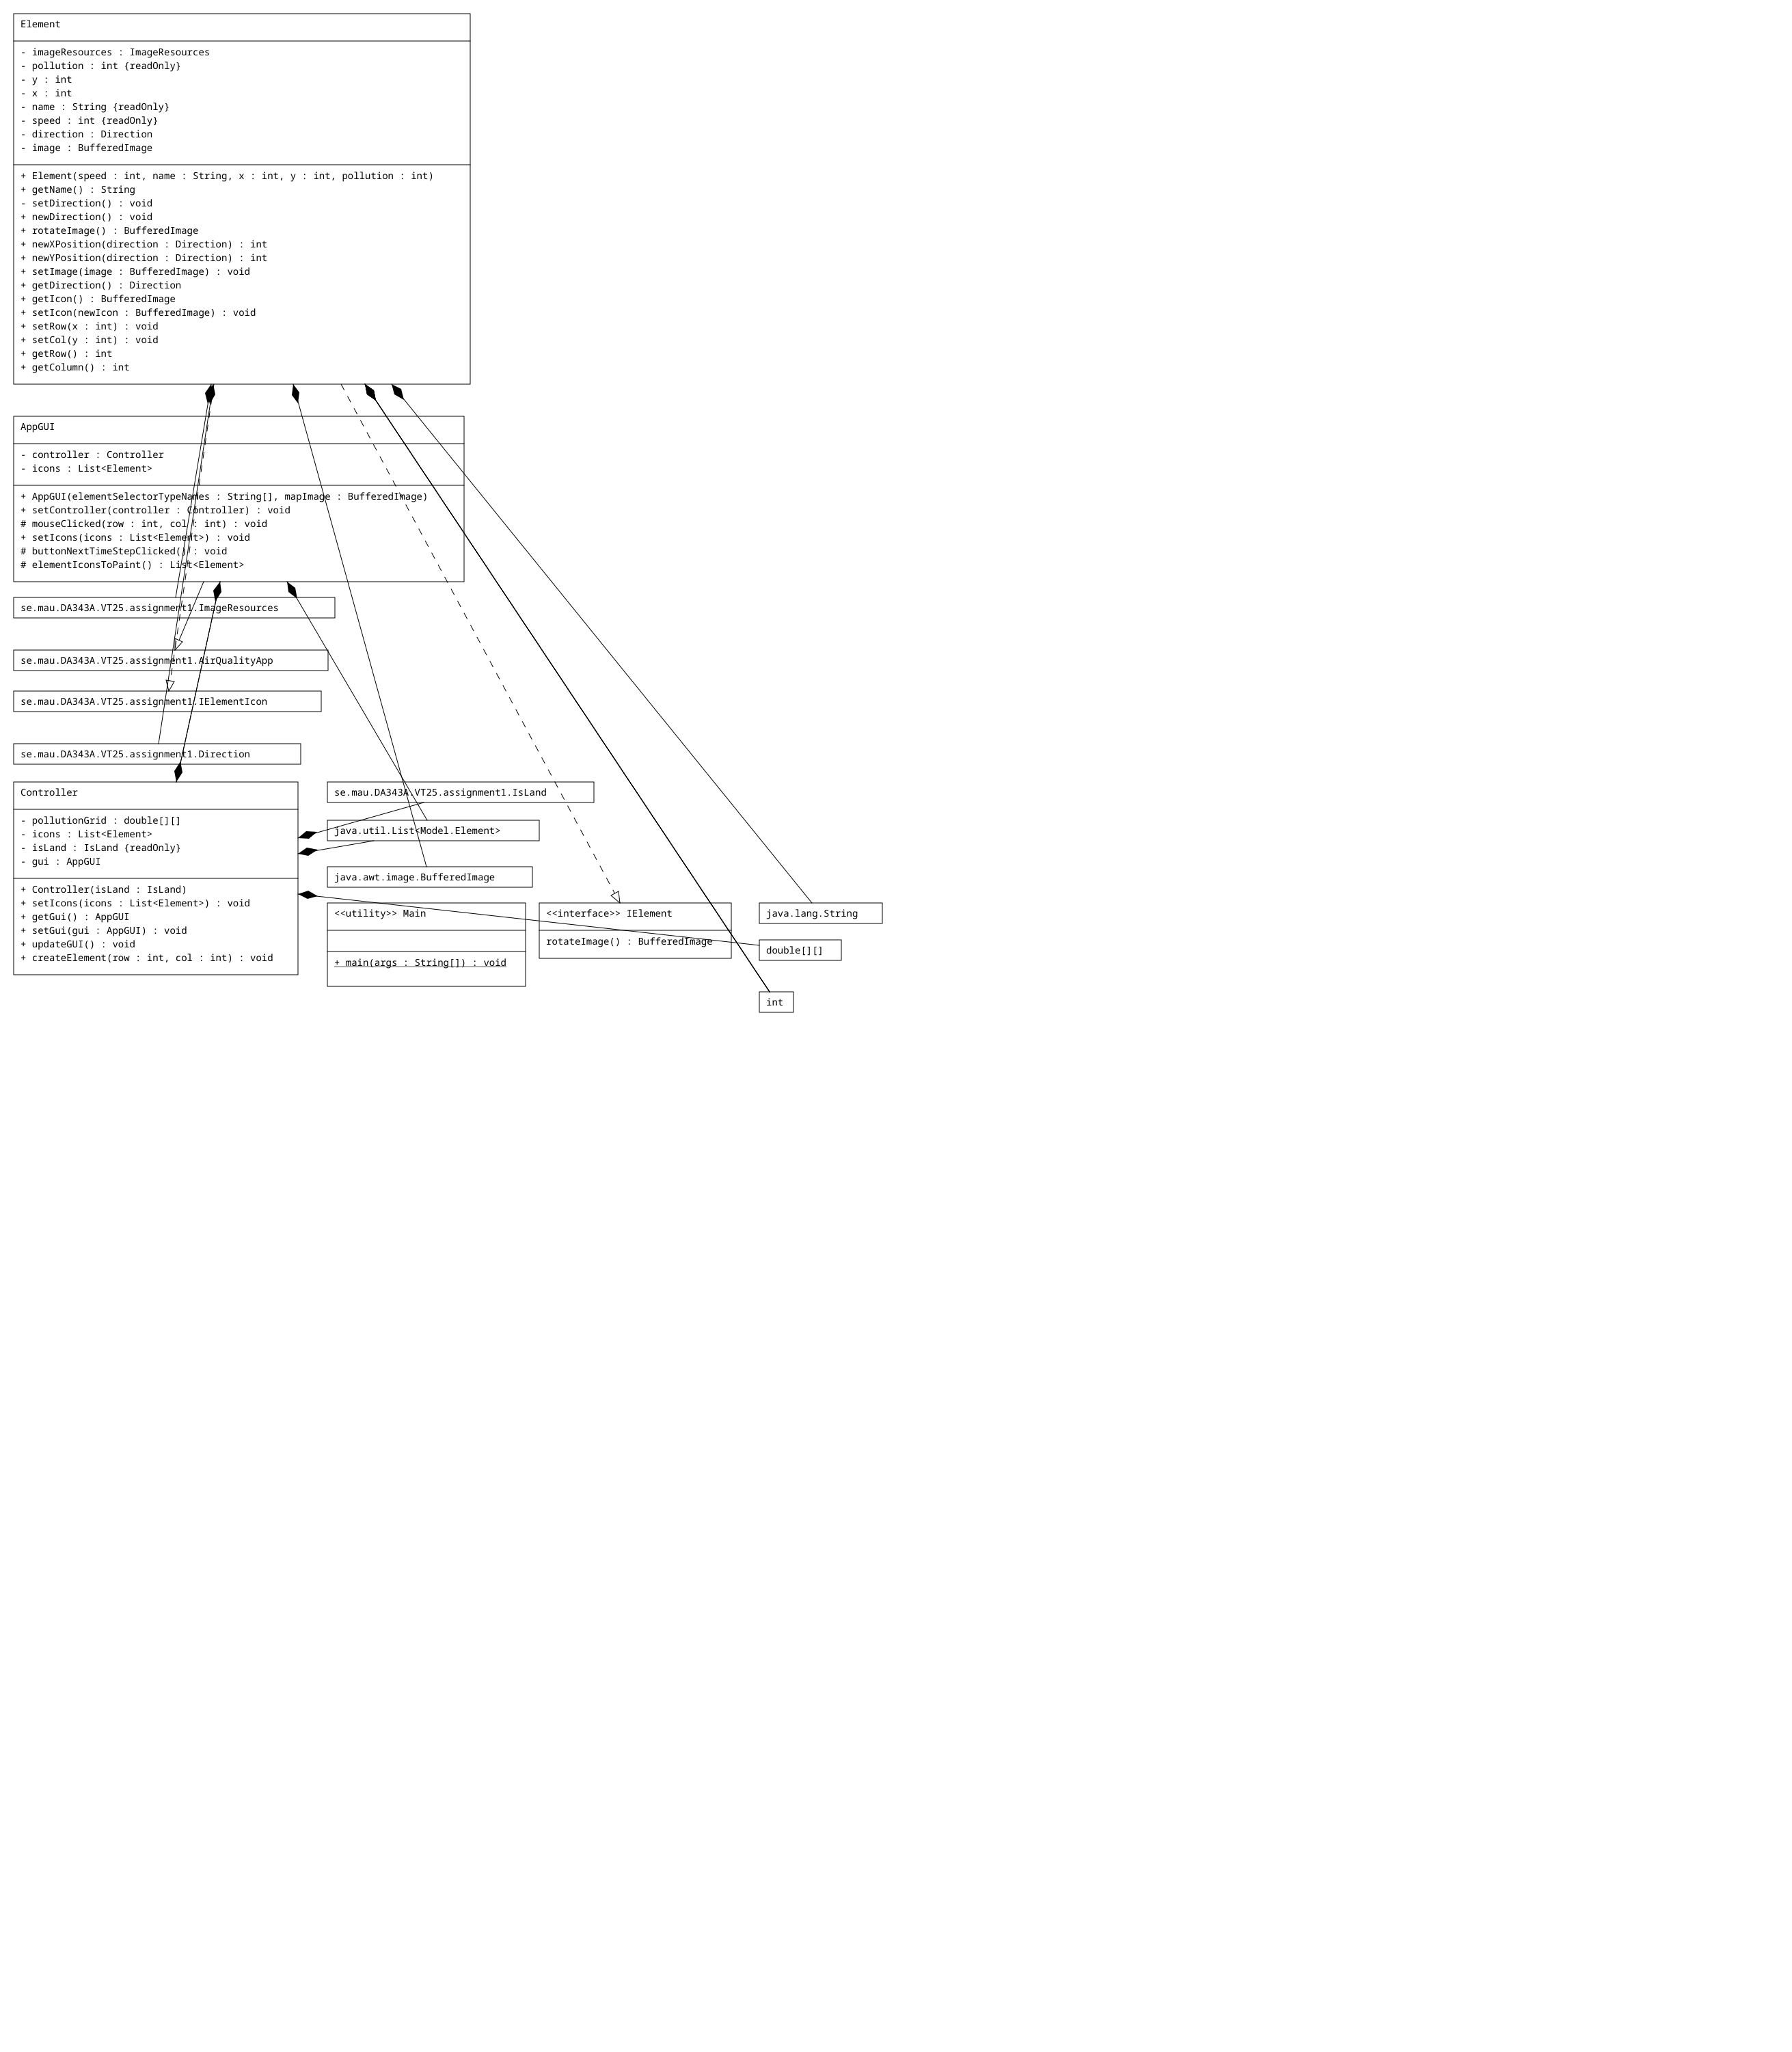 Element
- imageResources : ImageResources
- pollution : int {readOnly}
- y : int
- x : int
- name : String {readOnly}
- speed : int {readOnly}
- direction : Direction
- image : BufferedImage
+ Element(speed : int, name : String, x : int, y : int, pollution : int)
+ getName() : String
- setDirection() : void
+ newDirection() : void
+ rotateImage() : BufferedImage
+ newXPosition(direction : Direction) : int
+ newYPosition(direction : Direction) : int
+ setImage(image : BufferedImage) : void
+ getDirection() : Direction
+ getIcon() : BufferedImage
+ setIcon(newIcon : BufferedImage) : void
+ setRow(x : int) : void
+ setCol(y : int) : void
+ getRow() : int
+ getColumn() : int
AppGUI
- controller : Controller
- icons : List<Element>
+ AppGUI(elementSelectorTypeNames : String[], mapImage : BufferedImage)
+ setController(controller : Controller) : void
# mouseClicked(row : int, col : int) : void
+ setIcons(icons : List<Element>) : void
# buttonNextTimeStepClicked() : void
# elementIconsToPaint() : List<Element>
se.mau.DA343A.VT25.assignment1.ImageResources
se.mau.DA343A.VT25.assignment1.AirQualityApp
se.mau.DA343A.VT25.assignment1.IElementIcon
se.mau.DA343A.VT25.assignment1.Direction
Controller
- pollutionGrid : double[][]
- icons : List<Element>
- isLand : IsLand {readOnly}
- gui : AppGUI
+ Controller(isLand : IsLand)
+ setIcons(icons : List<Element>) : void
+ getGui() : AppGUI
+ setGui(gui : AppGUI) : void
+ updateGUI() : void
+ createElement(row : int, col : int) : void
se.mau.DA343A.VT25.assignment1.IsLand
java.util.List<Model.Element>
java.awt.image.BufferedImage
<<utility>> Main
+ main(args : String[]) : void
<<interface>> IElement
rotateImage() : BufferedImage
java.lang.String
double[][]
int